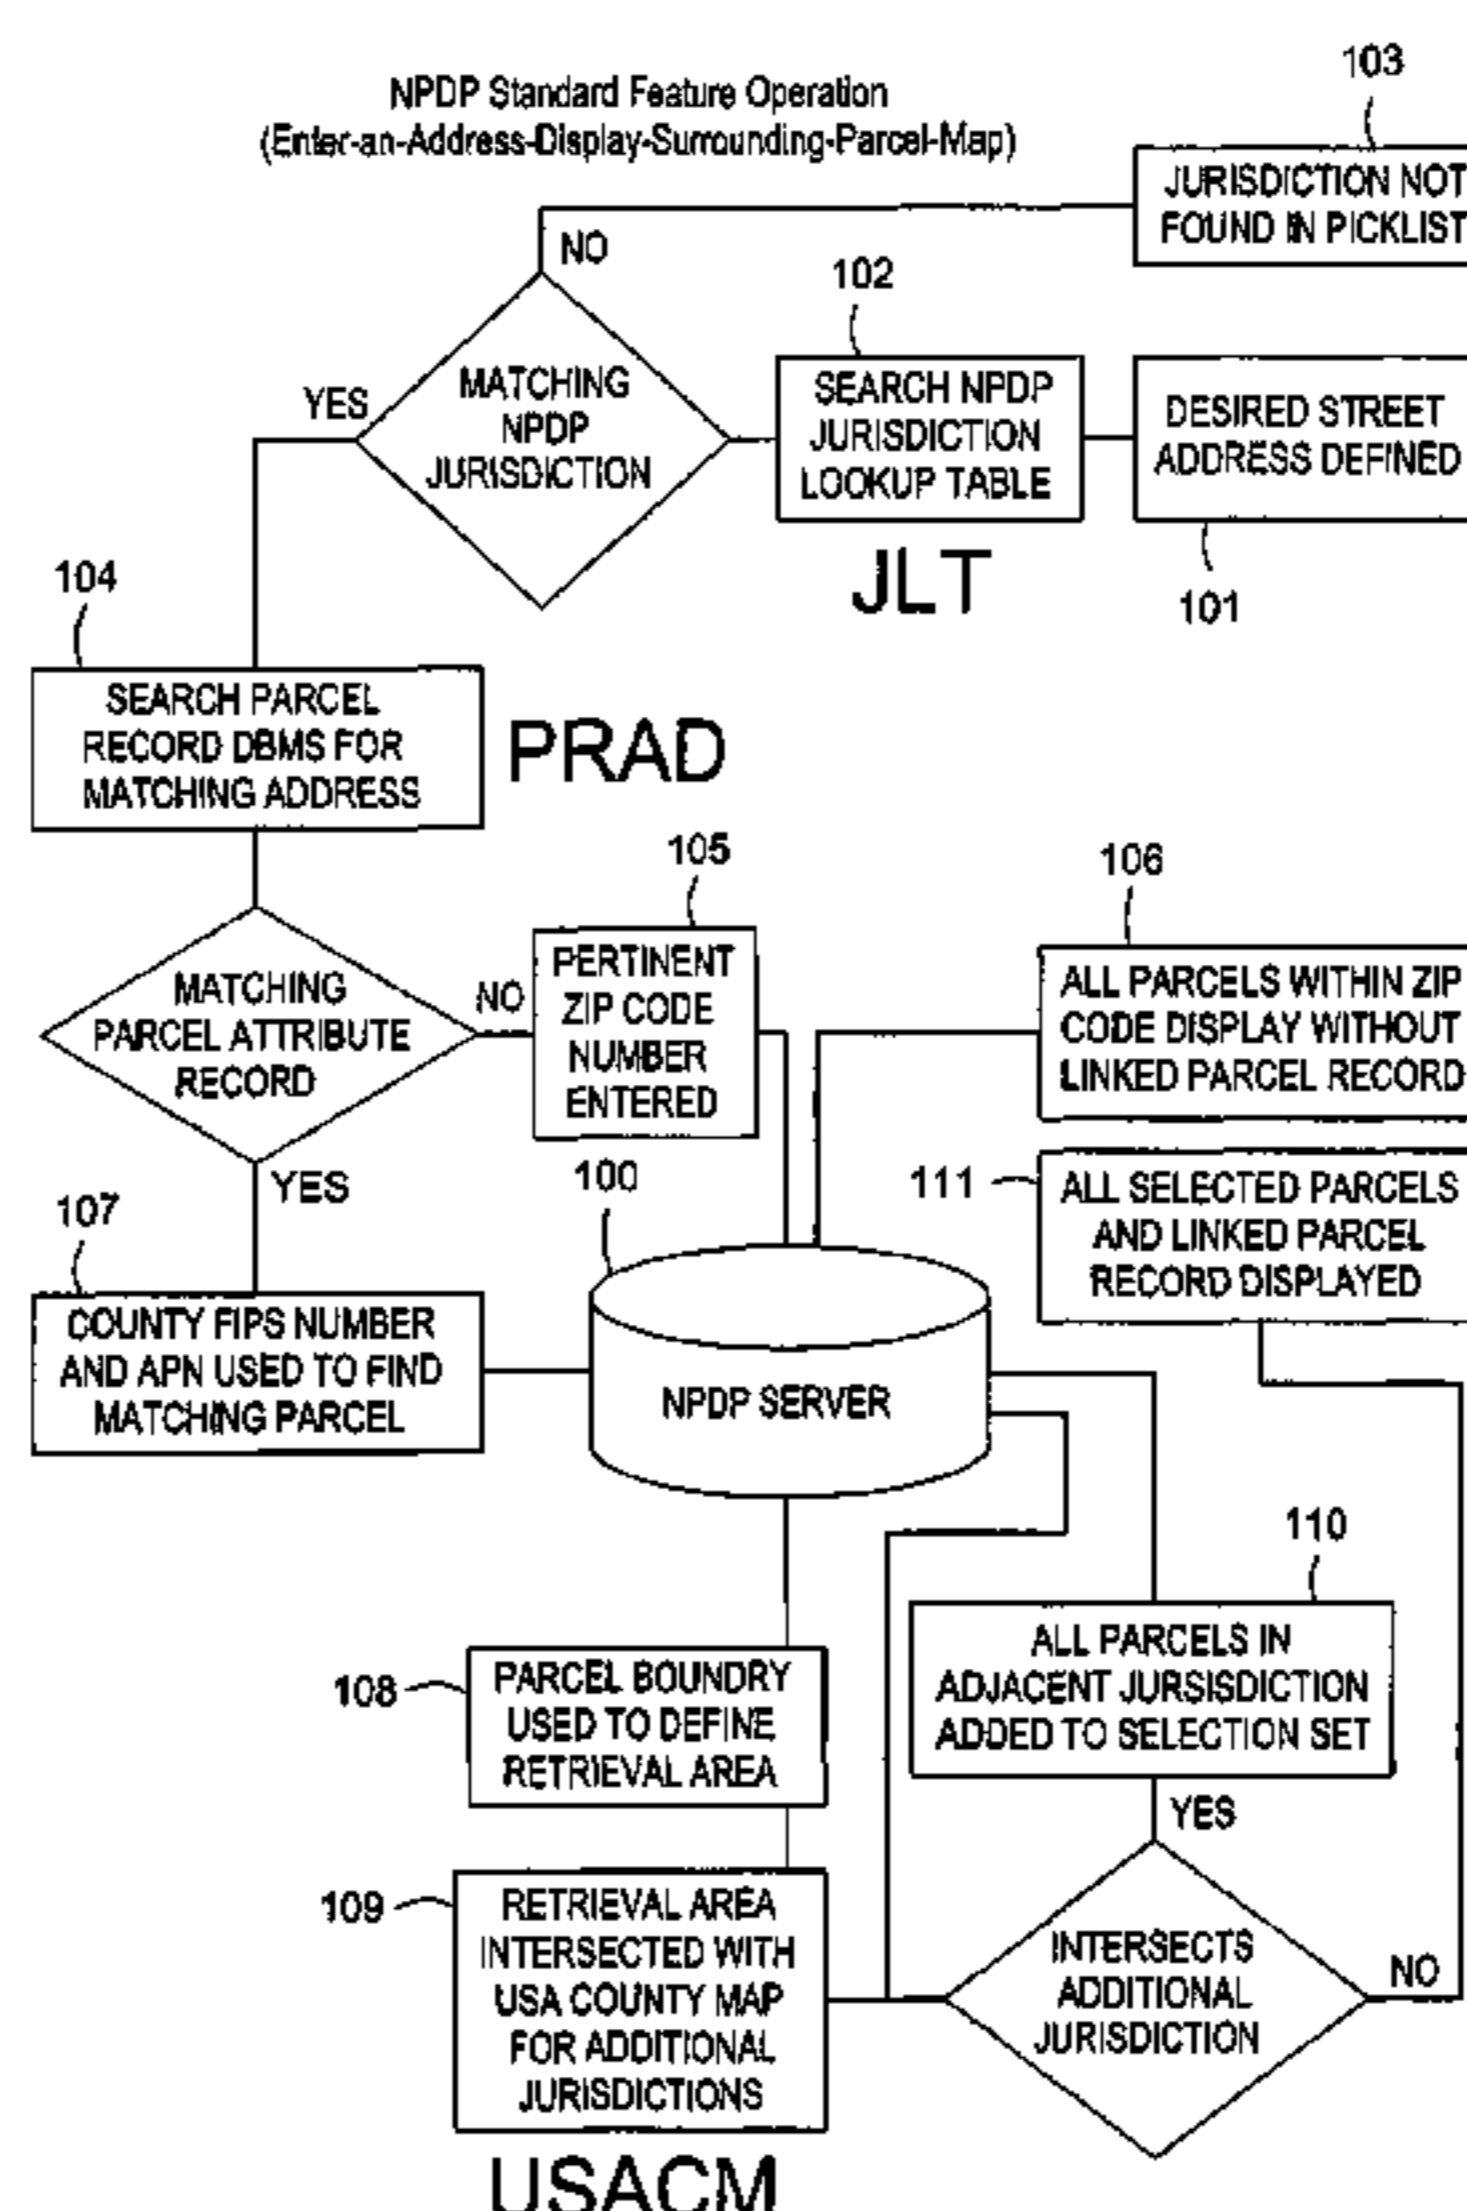 NPDP Standard Feature Operation
(Enter-an-Address-Display-Surrounding-Parcel-Map)
103
JURISDICTION NOT
FOUND IN PICKLIST
NO
102
YES
MATCHING
NPDP
JURISDICTION
SEARCH NPDP
JURISDICTION
LOOKUP TABLE
DESIRED STREET
ADDRESS DEFINED
JLT
101
104
SEARCH PARCEL
RECORD DBMS FOR
MATCHING ADDRESS
PRAD
105
106
MATCHING
PARCEL ATTRIBUTE
RECORD
NO
PERTINENT
ZIP CODE
NUMBER
ENTERED
ALL PARCELS WITHIN ZIP
CODE DISPLAY WITHOUT
LINKED PARCEL RECORD
YES
100
111
ALL SELECTED PARCELS
AND LINKED PARCEL
RECORD DISPLAYED
107
COUNTY FIPS NUMBER
AND APN USED TO FIND
MATCHING PARCEL
NPDP SERVER
110
108
PARCEL BOUNDRY
USED TO DEFINE
RETRIEVAL AREA
ALL PARCELS IN
ADJACENT JURSISDICTION
ADDED TO SELECTION SET
YES
109
RETRIEVAL AREA
INTERSECTED WITH
USA COUNTY MAP
FOR ADDITIONAL
JURISDICTIONS
INTERSECTS
ADDITIONAL
JURISDICTION
NO
USACM